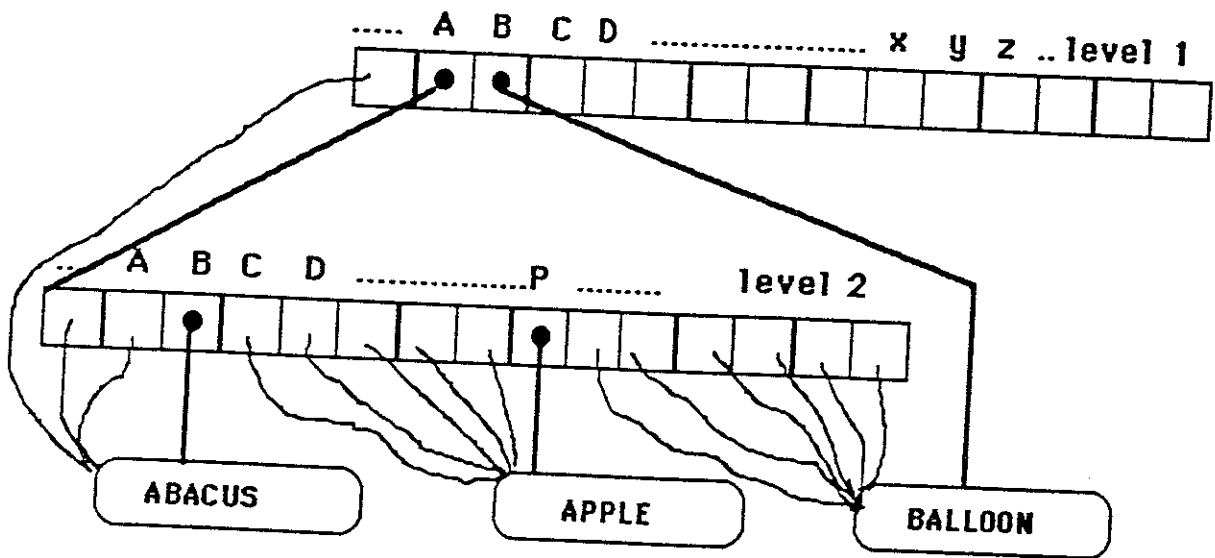 ..... A B C D .................... x y z .. level 1
.. A B C D ................P ........ level 2
ABACUS APPLE BALLOON